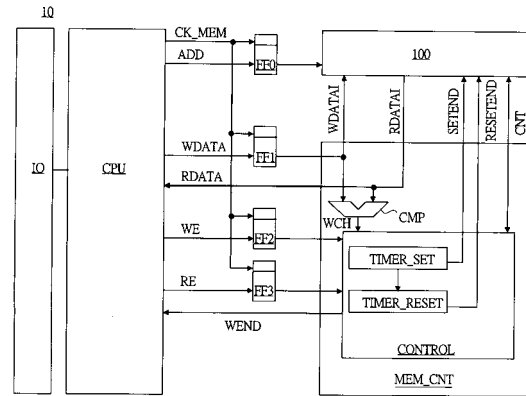 10
CK_MEM
ADD
FF0
100
WDATAI
RDATAI
SETEND
RESETEND
CNT
IO
CPU
WDATA
FF1
RDATA
CMP
WCH
WE
FF2
TIMER_SET
RE
FF3
TIMER_RESET
WEND
CONTROL
MEM_CNT